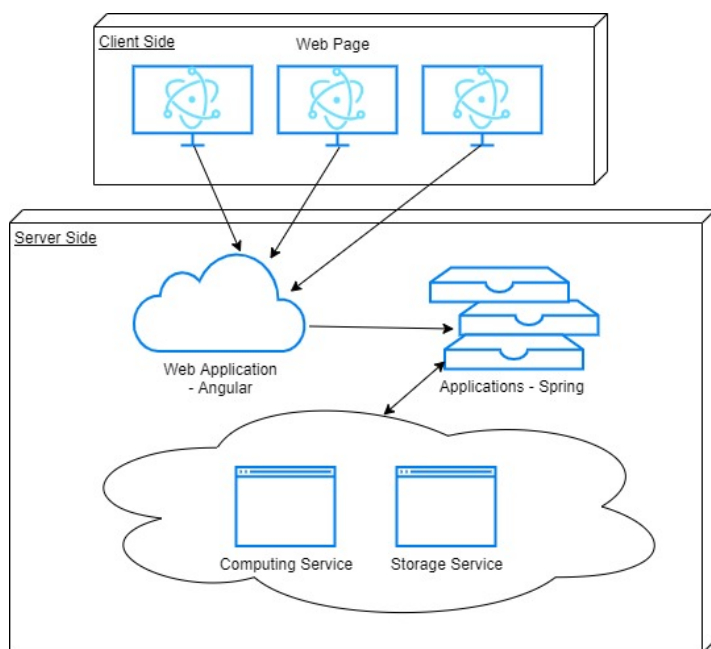 Client Side
Web Page
Server Side
Web Application
- Angular
Applications - Spring
Computing Service
Storage Service